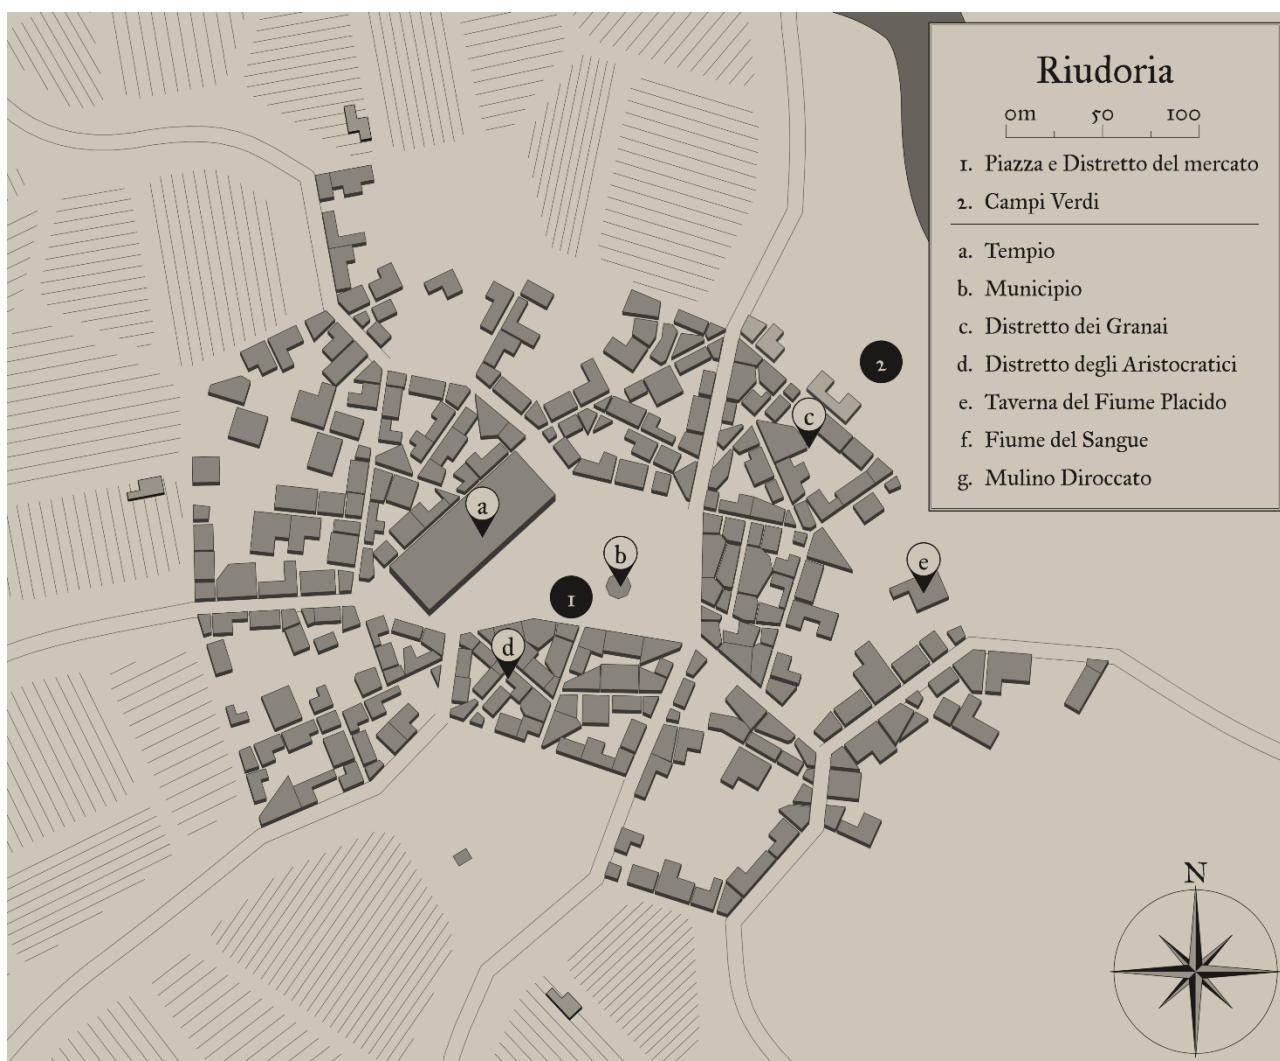 Riudoria
0m 50 100
1. Piazza e Distretto del mercato
2. Campi Verdi
a. Tempio
b. Municipio
c. Distretto dei Granai
d. Distretto degli Aristocratici
e. Taverna del Fiume Placido
f. Fiume del Sangue
g. Mulino Diroccato
2
c
a
b
e
1
d
N